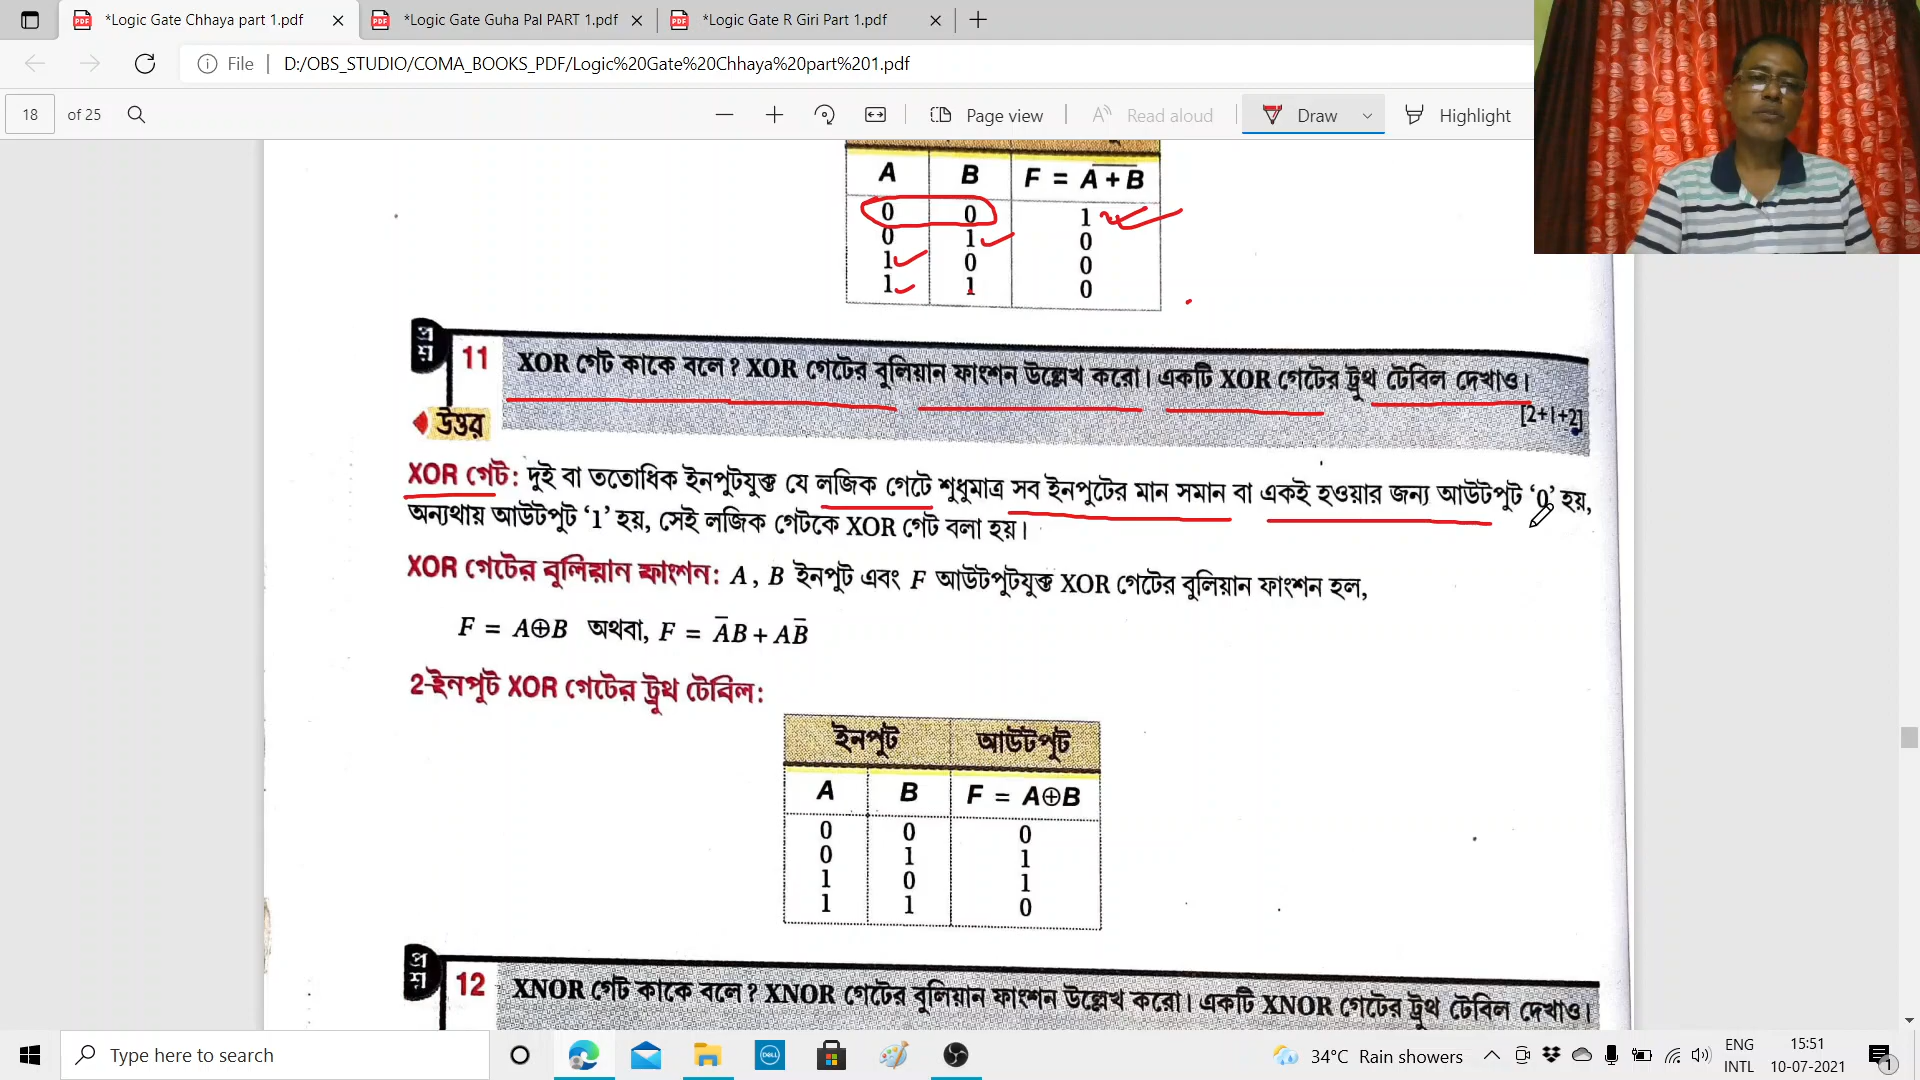 *Logic Gate Chhaya part 1.pdf
*Logic Gate Guha Pal PART 1.pdf
*Logic Gate R Giri Part 1.pdf
File
D:/OBS_STUDIO/COMA_BOOKS_PDF/Logic%20Gate%20Chhaya%20part%201.pdf
18 of 25
Page view
Read aloud
Draw
Highlight
A B F = A̅ ̅+̅ ̅B̅
0 0 1
0 1 0
1 0 0
1 1 0
প্রশ্ন 11 XOR গেট কাকে বলে? XOR গেটের বুলিয়ান ফাংশন উল্লেখ করো। একটি XOR গেটের ট্রুথ টেবিল দেখাও।
[2+1+2]
উত্তর
XOR গেট: দুই বা ততোধিক ইনপুটযুক্ত যে লজিক গেটে শুধুমাত্র সব ইনপুটের মান সমান বা একই হওয়ার জন্য আউটপুট ‘0’ হয়,
অন্যথায় আউটপুট ‘1’ হয়, সেই লজিক গেটকে XOR গেট বলা হয়।
XOR গেটের বুলিয়ান ফাংশন: A, B ইনপুট এবং F আউটপুটযুক্ত XOR গেটের বুলিয়ান ফাংশন হল,
F = A⊕B অথবা, F = A̅B + AB̅
2-ইনপুট XOR গেটের ট্রুথ টেবিল:
ইনপুট আউটপুট
A B F = A⊕B
0 0 0
0 1 1
1 0 1
1 1 0
প্রশ্ন 12 XNOR গেট কাকে বলে? XNOR গেটের বুলিয়ান ফাংশন উল্লেখ করো। একটি XNOR গেটের ট্রুথ টেবিল দেখাও।
Type here to search
DELL
34°C Rain showers
ENG
INTL
15:51
10-07-2021
1